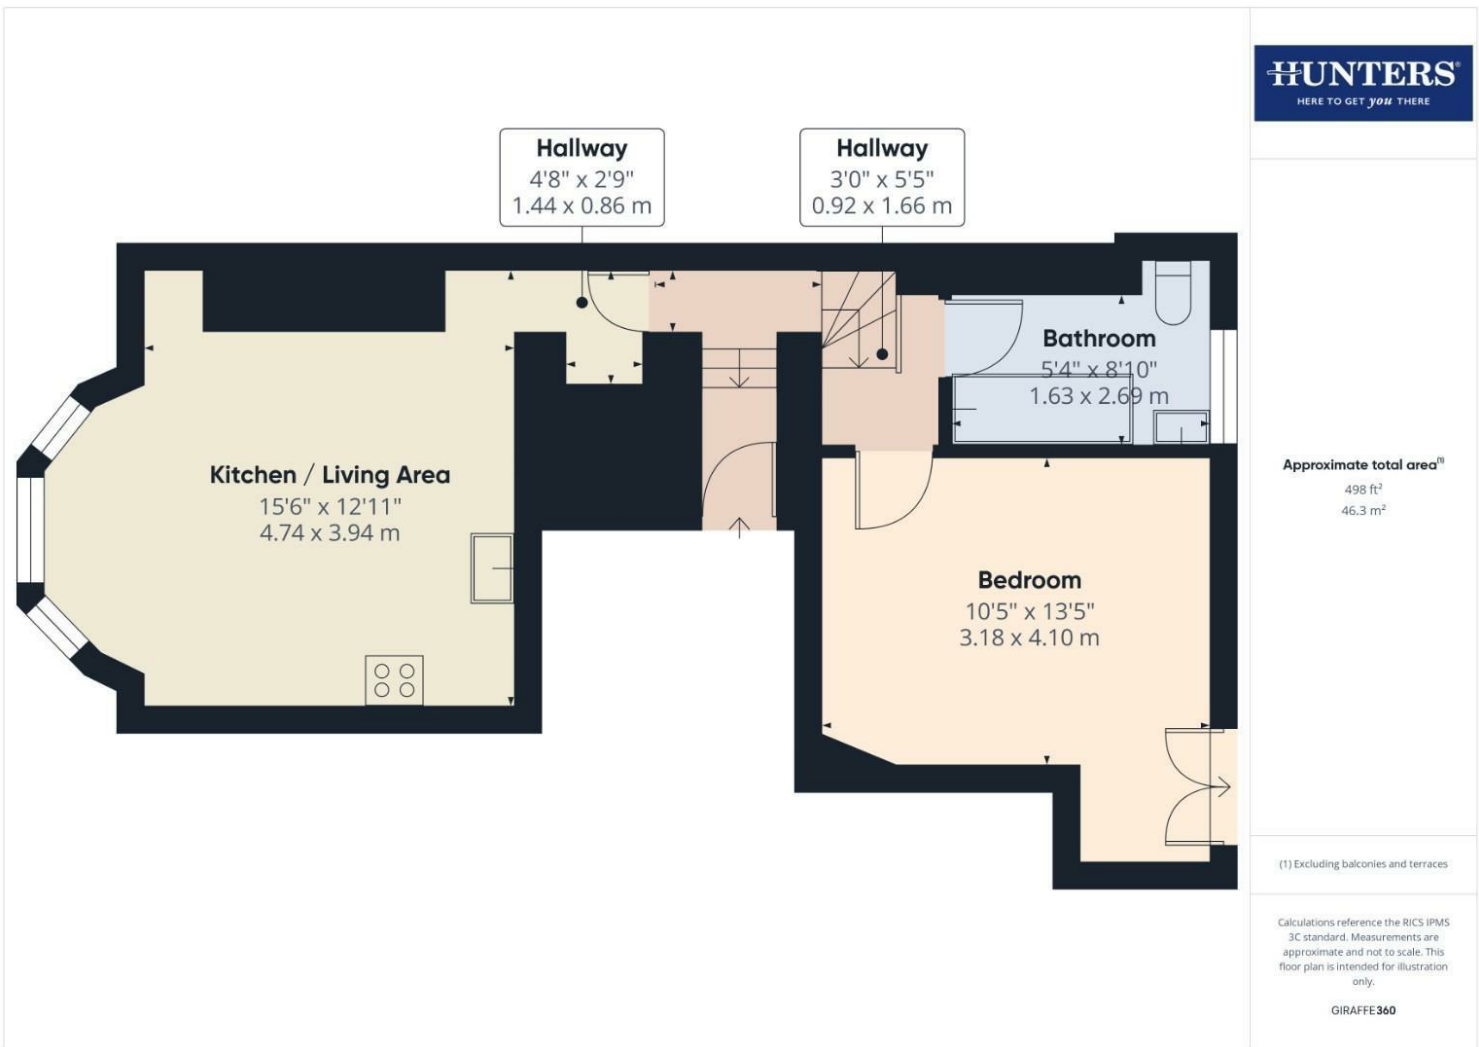 HUNTERS®
HERE TO GET you THERE
Hallway
4'8" x 2'9"
1.44 x 0.86 m
Hallway
3'0" x 5'5"
0.92 x 1.66 m
Bathroom
5'4" x 8'10"
1.63 x 2.69 m
Kitchen / Living Area
15'6" x 12'11"
4.74 x 3.94 m
Bedroom
10'5" x 13'5"
3.18 x 4.10 m
Approximate total area(1)
498 ft²
46.3 m²
(1) Excluding balconies and terraces
Calculations reference the RICS IPMS
3C standard. Measurements are
approximate and not to scale. This
floor plan is intended for illustration
only.
GIRAFFE360